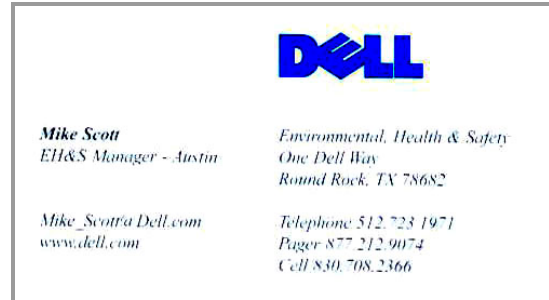 DELL
Mike Scott
EH&S Manager - Austin
Environmental, Health & Safety
One Dell Way
Round Rock, TX 78682
Mike_Scott@Dell.com
www.dell.com
Telephone 512.723.1971
Pager 877.212.9074
Cell 830.708.2366